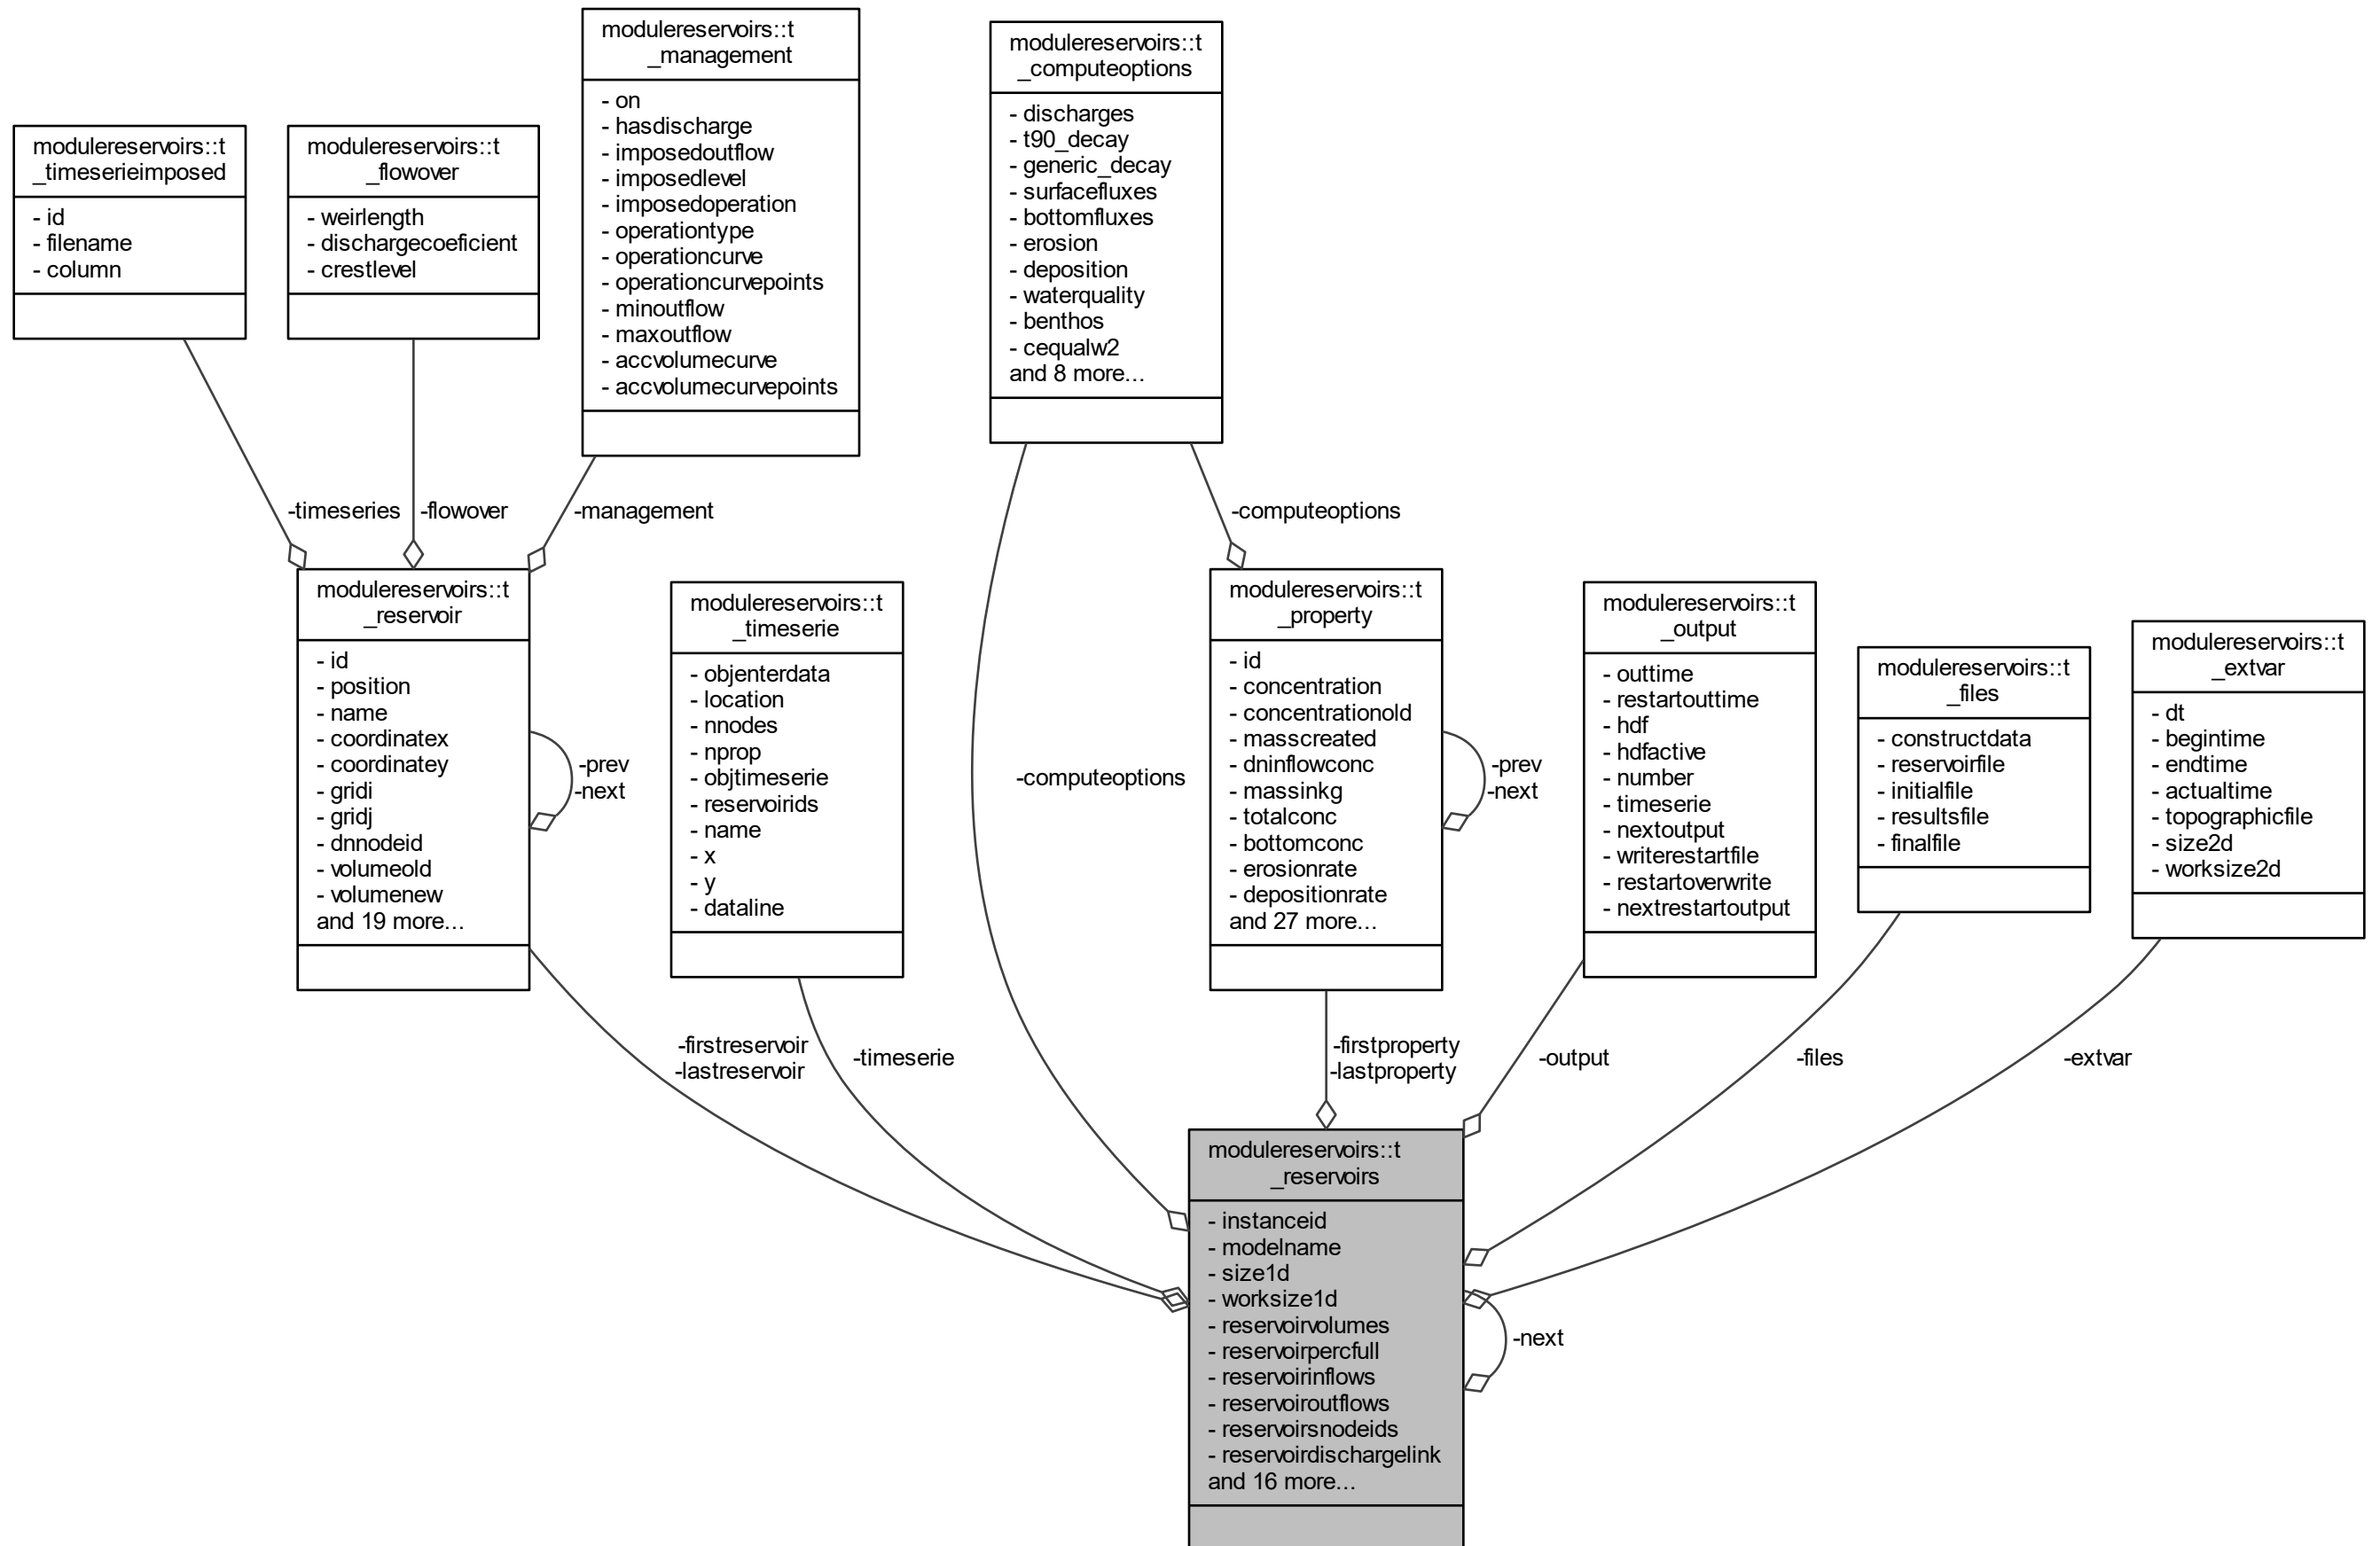 modulereservoirs::t
_management
- on
- hasdischarge
- imposedoutflow
- imposedlevel
- imposedoperation
- operationtype
- operationcurve
- operationcurvepoints
- minoutflow
- maxoutflow
- accvolumecurve
- accvolumecurvepoints
modulereservoirs::t
_computeoptions
- discharges
- t90_decay
- generic_decay
- surfacefluxes
- bottomfluxes
- erosion
- deposition
- waterquality
- benthos
- cequalw2
and 8 more...
modulereservoirs::t
_timeserieimposed
- id
- filename
- column
modulereservoirs::t
_flowover
- weirlength
- dischargecoeficient
- crestlevel
-timeseries
-flowover
-management
-computeoptions
modulereservoirs::t
_reservoir
- id
- position
- name
- coordinatex
- coordinatey
- gridi
- gridj
- dnnodeid
- volumeold
- volumenew
and 19 more...
-prev
-next
modulereservoirs::t
_timeserie
- objenterdata
- location
- nnodes
- nprop
- objtimeserie
- reservoirids
- name
- x
- y
- dataline
-computeoptions
modulereservoirs::t
_property
- id
- concentration
- concentrationold
- masscreated
- dninflowconc
- massinkg
- totalconc
- bottomconc
- erosionrate
- depositionrate
and 27 more...
-prev
-next
modulereservoirs::t
_output
- outtime
- restartouttime
- hdf
- hdfactive
- number
- timeserie
- nextoutput
- writerestartfile
- restartoverwrite
- nextrestartoutput
modulereservoirs::t
_files
- constructdata
- reservoirfile
- initialfile
- resultsfile
- finalfile
modulereservoirs::t
_extvar
- dt
- begintime
- endtime
- actualtime
- topographicfile
- size2d
- worksize2d
-firstreservoir
-lastreservoir
-timeserie
-firstproperty
-lastproperty
-output
-files
-extvar
modulereservoirs::t
_reservoirs
- instanceid
- modelname
- size1d
- worksize1d
- reservoirvolumes
- reservoirpercfull
- reservoirinflows
- reservoiroutflows
- reservoirsnodeids
- reservoirdischargelink
and 16 more...
-next